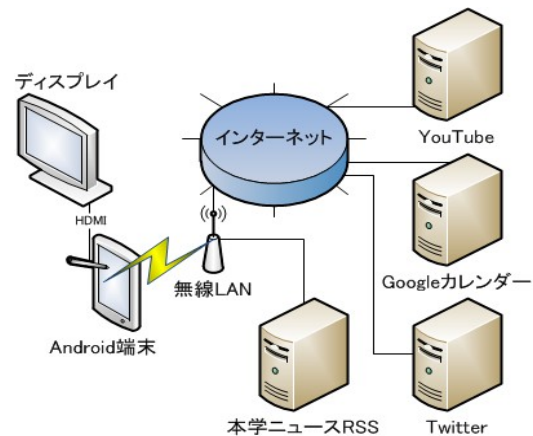 ディスプレイ
インターネット
YouTube
HDMI
無線LAN
Googleカレンダー
Android端末
本学ニュースRSS
Twitter